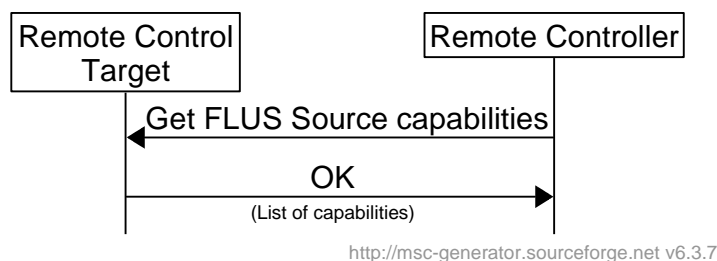 Remote Control
Target
Remote Controller
Get FLUS Source capabilities
OK
(List of capabilities)
http://msc-generator.sourceforge.net v6.3.7